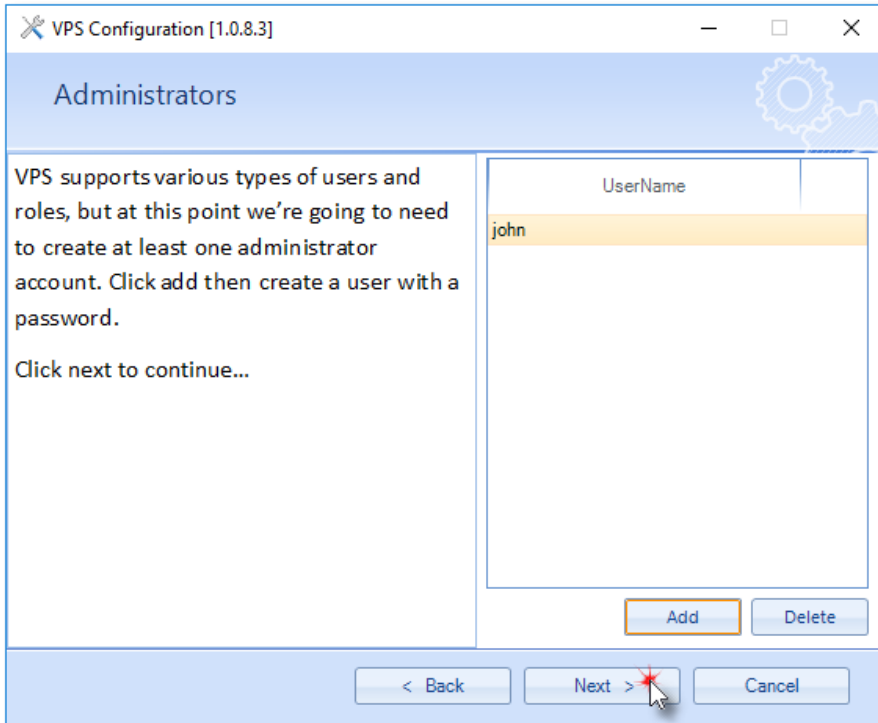 VPS Configuration [1.0.8.3]
Administrators
VPS supports various types of users and
roles, but at this point we're going to need
to create at least one administrator
account. Click add then create a user with a
password.
Click next to continue...
UserName
john
Add
Delete
< Back
Next >
Cancel